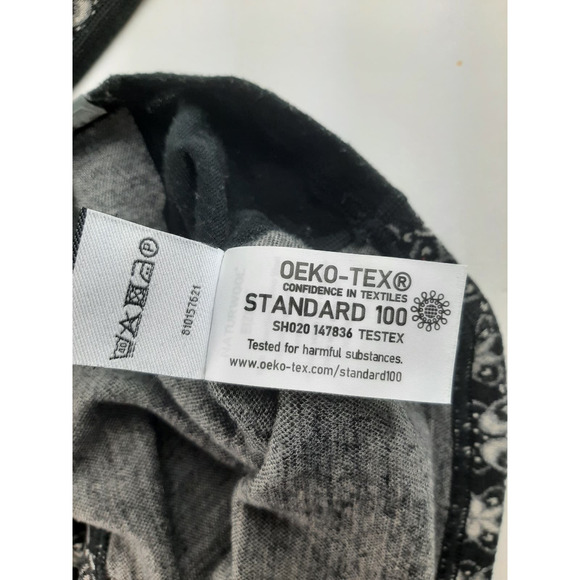 OEKO-TEX®
CONFIDENCE IN TEXTILES
STANDARD 100
SH020 147836 TESTEX
Tested for harmful substances.
www.oeko-tex.com/standard100
810157621
P